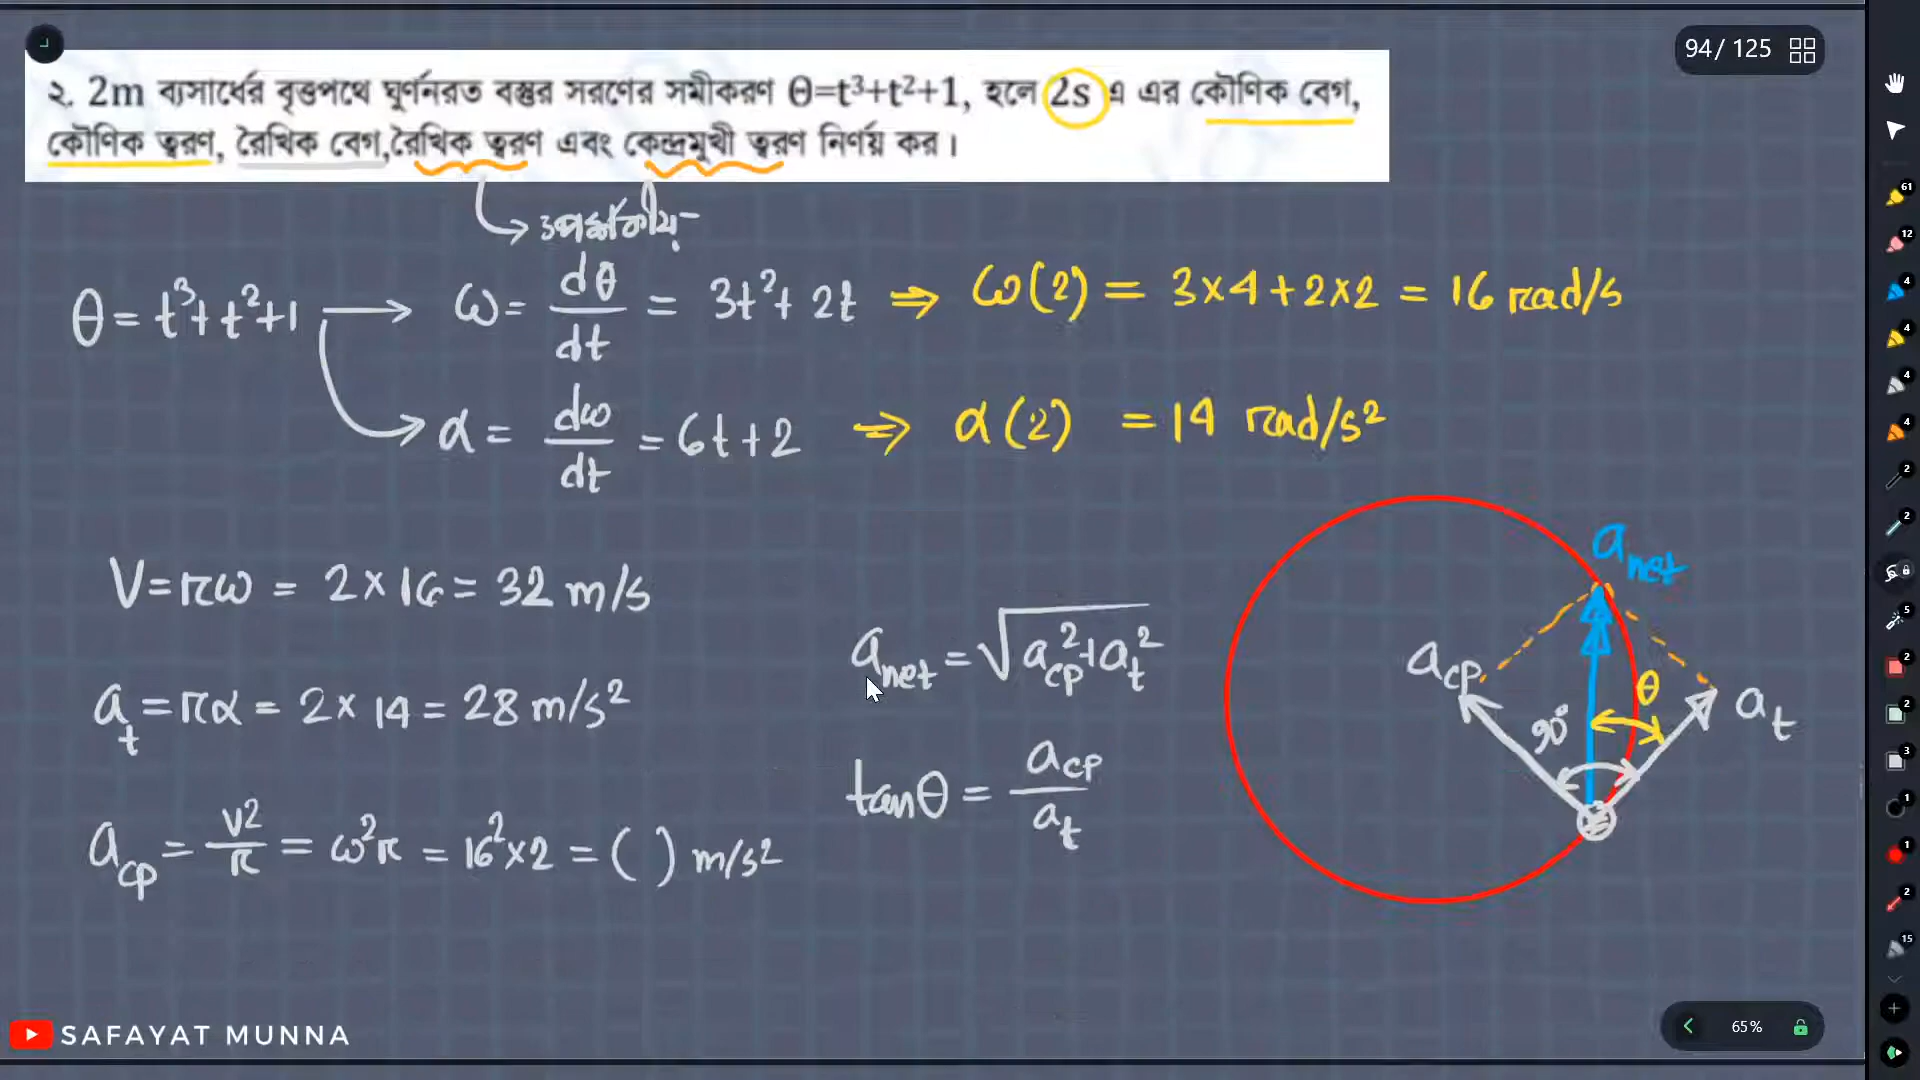 94/ 125
২. 2m ব্যসার্ধের বৃত্তপথে ঘুর্ণনরত বস্তুর সরণের সমীকরণ Θ=t³+t²+1, হলে 2s এ এর কৌণিক বেগ,
কৌণিক ত্বরণ, রৈখিক বেগ,রৈখিক ত্বরণ এবং কেন্দ্রমুখী ত্বরণ নির্ণয় কর।
θ = t³+t²+1 → ω = dθ/dt = 3t²+2t ⇒ ω(2) = 3×4+2×2 = 16 rad/s
α = dω/dt = 6t+2 ⇒ α(2) = 14 rad/s²
V=rω = 2×16 = 32 m/s
a_t = rα = 2×14 = 28 m/s²
a_cp = v²/r = ω²r = 16²×2 = ( ) m/s²
a_net = √(a_cp²+a_t²)
tanθ = a_cp/a_t
a_net
a_cp
θ
a_t
90°
SAFAYAT MUNNA
65%